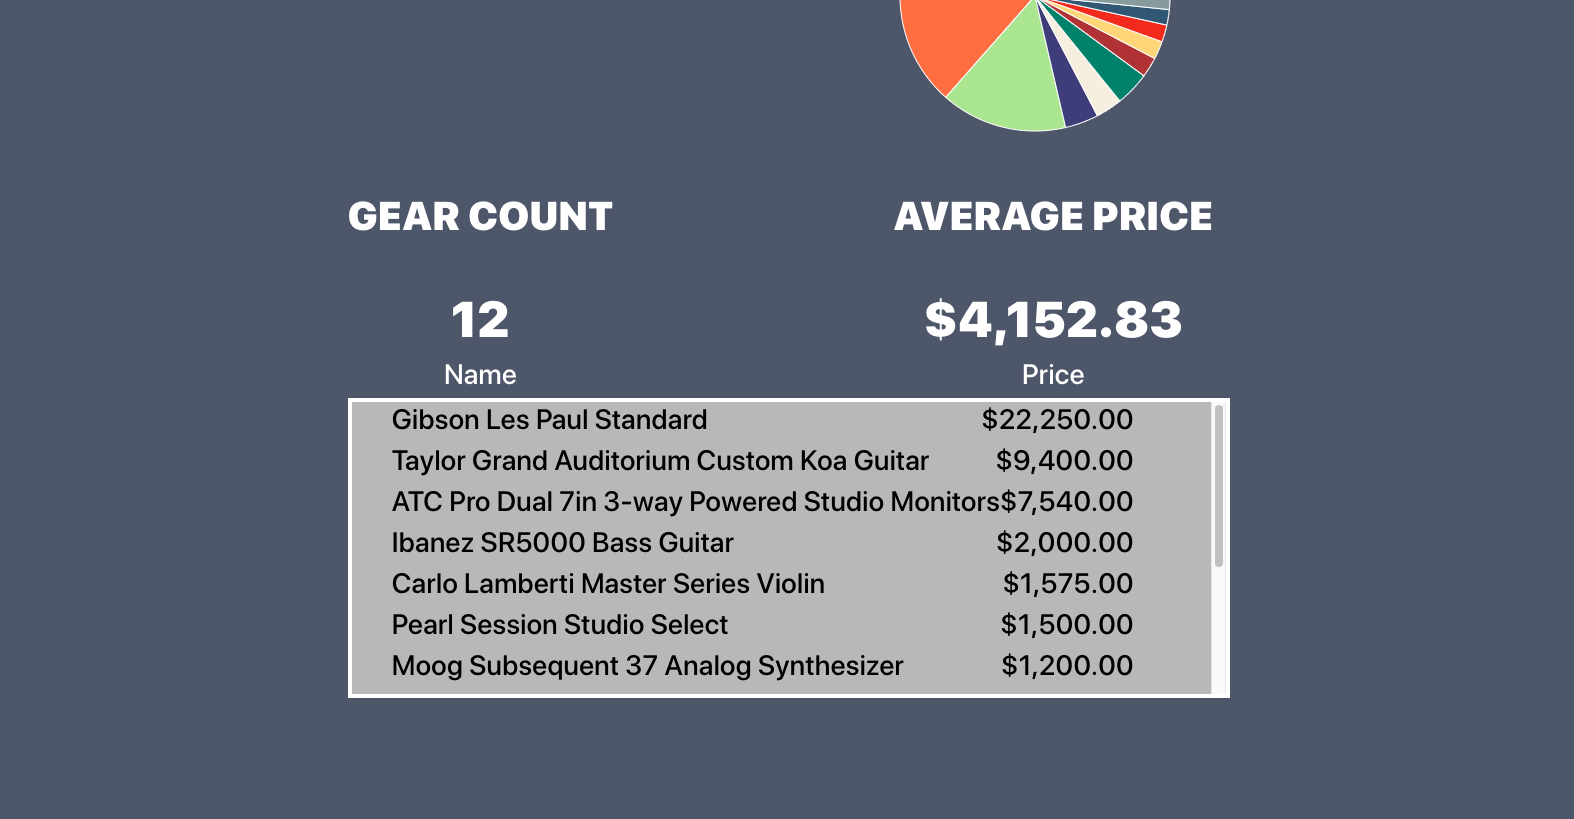 GEAR COUNT AVERAGE PRICE
12 $4,152.83
Name Price
Gibson Les Paul Standard $22,250.00
Taylor Grand Auditorium Custom Koa Guitar $9,400.00
ATC Pro Dual 7in 3-way Powered Studio Monitors$7,540.00
Ibanez SR5000 Bass Guitar $2,000.00
Carlo Lamberti Master Series Violin $1,575.00
Pearl Session Studio Select $1,500.00
Moog Subsequent 37 Analog Synthesizer $1,200.00